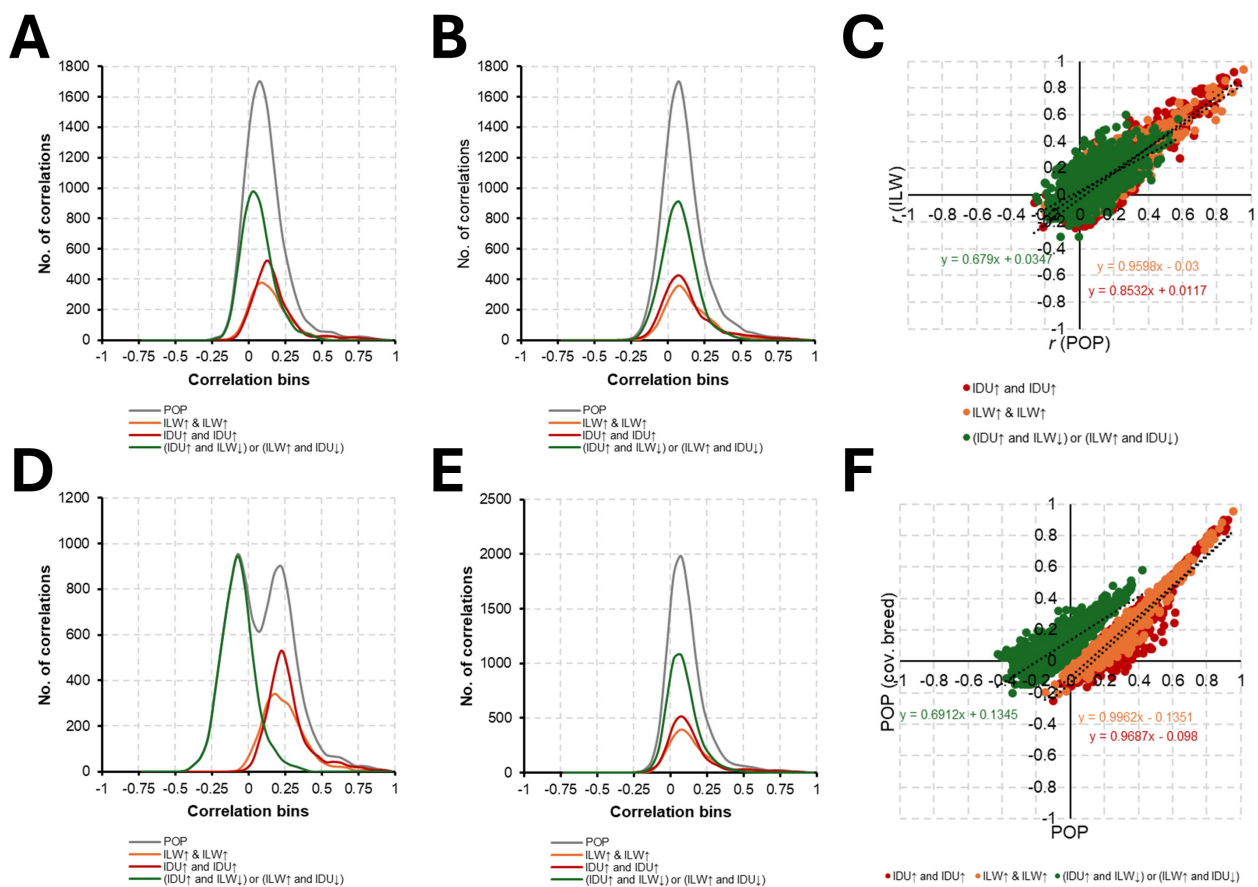 A
No. of correlations
1800
1600
1400
1200
1000
800
600
400
200
0
-1 -0.75 -0.5 -0.25 0 0.25 0.5 0.75 1
Correlation bins
POP
ILW↑ & ILW↑
IDU↑ and IDU↑
(IDU↑ and ILW↓) or (ILW↑ and IDU↓)
B
No. of correlations
1800
1600
1400
1200
1000
800
600
400
200
0
-1 -0.75 -0.5 -0.25 0 0.25 0.5 0.75 1
Correlation bins
POP
ILW↑ & ILW↑
IDU↑ and IDU↑
(IDU↑ and ILW↓) or (ILW↑ and IDU↓)
C
r (ILW)
1
0.8
0.6
0.4
0.2
0
-0.2
-0.4
-0.6
-0.8
-1
-1 -0.8 -0.6 -0.4 -0.2 0 0.2 0.4 0.6 0.8 1
y = 0.679x + 0.0347
y = 0.9598x - 0.03
y = 0.8532x + 0.0117
r (POP)
IDU↑ and IDU↑
ILW↑ & ILW↑
(IDU↑ and ILW↓) or (ILW↑ and IDU↓)
D
No. of correlations
1200
1000
800
600
400
200
0
-1 -0.75 -0.5 -0.25 0 0.25 0.5 0.75 1
Correlation bins
POP
ILW↑ & ILW↑
IDU↑ and IDU↑
(IDU↑ and ILW↓) or (ILW↑ and IDU↓)
E
No. of correlations
2500
2000
1500
1000
500
0
-1 -0.75 -0.5 -0.25 0 0.25 0.5 0.75 1
Correlation bins
POP
ILW↑ & ILW↑
IDU↑ and IDU↑
(IDU↑ and ILW↓) or (ILW↑ and IDU↓)
F
POP (cov. breed)
1
0.8
0.6
0.4
0.2
0
-0.2
-0.4
-0.6
-0.8
-1
-1 -0.8 -0.6 -0.4 -0.2 0 0.2 0.4 0.6 0.8 1
y = 0.6912x + 0.1345
y = 0.9962x - 0.1351
y = 0.9687x - 0.098
POP
IDU↑ and IDU↑ ILW↑ & ILW↑ (IDU↑ and ILW↓) or (ILW↑ and IDU↓)